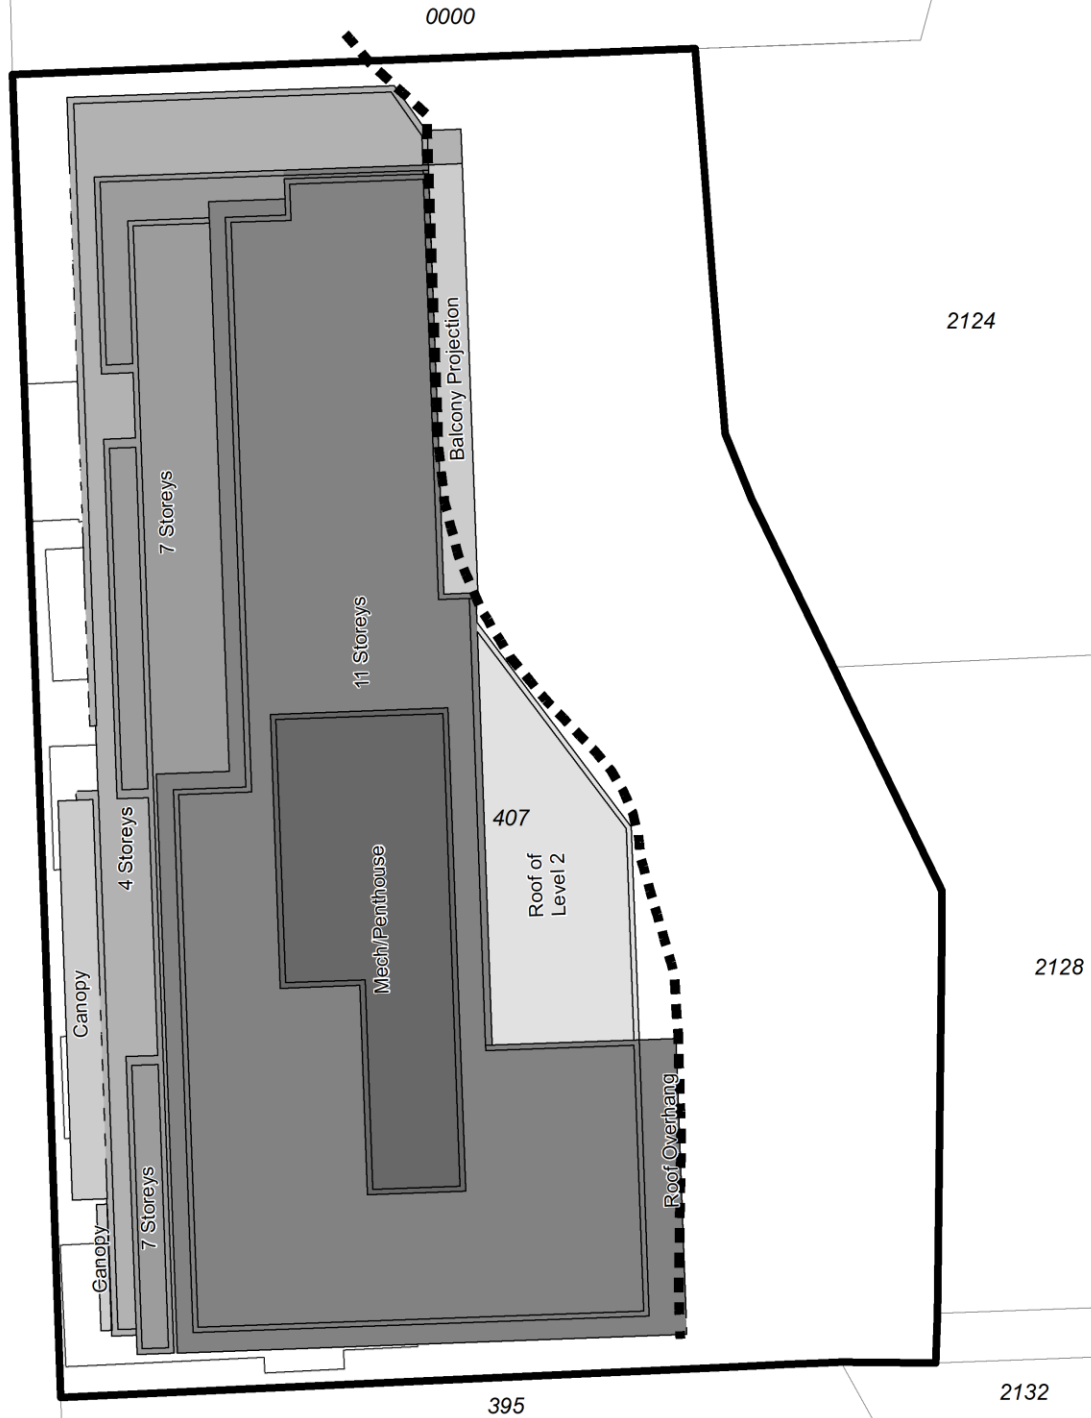 0000
2124
Balcony Projection
7 Storeys
11 Storeys
407
4 Storeys
Roof of
Level 2
Mech/Penthouse
Canopy
2128
Roof Overhang
7 Storeys
Canopy
395
2132